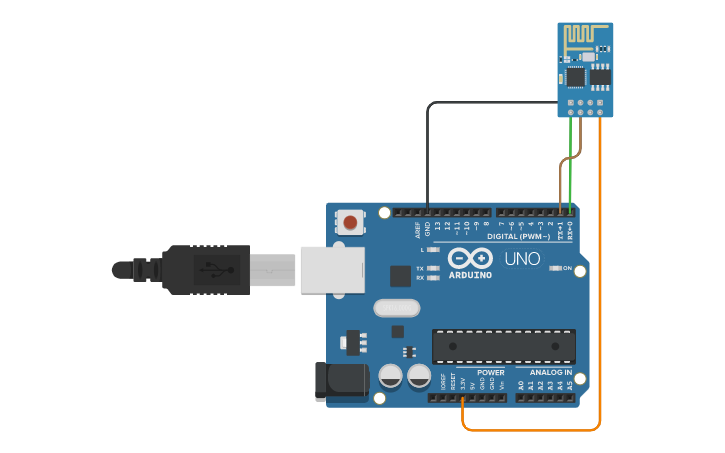 AREF
GND
13
12
~11
~10
~9
8
7
~6
~5
4
~3
2
TX→1
RX←0
DIGITAL (PWM~)
L
TX
RX
ARDUINO
UNO
ON
POWER
ANALOG IN
IOREF
RESET
3.3V
5V
GND
GND
Vin
A0
A1
A2
A3
A4
A5